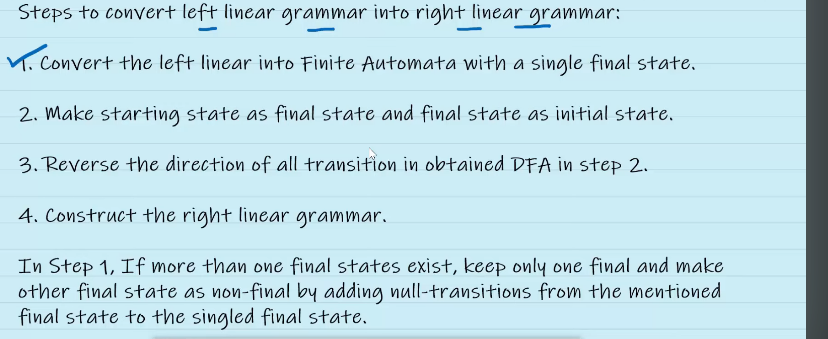 Steps to convert left linear grammar into right linear grammar:
1. Convert the left linear into Finite Automata with a single final state.
2. Make starting state as final state and final state as initial state.
3. Reverse the direction of all transition in obtained DFA in step 2.
4. Construct the right linear grammar.
In Step 1, If more than one final states exist, keep only one final and make
other final state as non-final by adding null-transitions from the mentioned
final state to the singled final state.